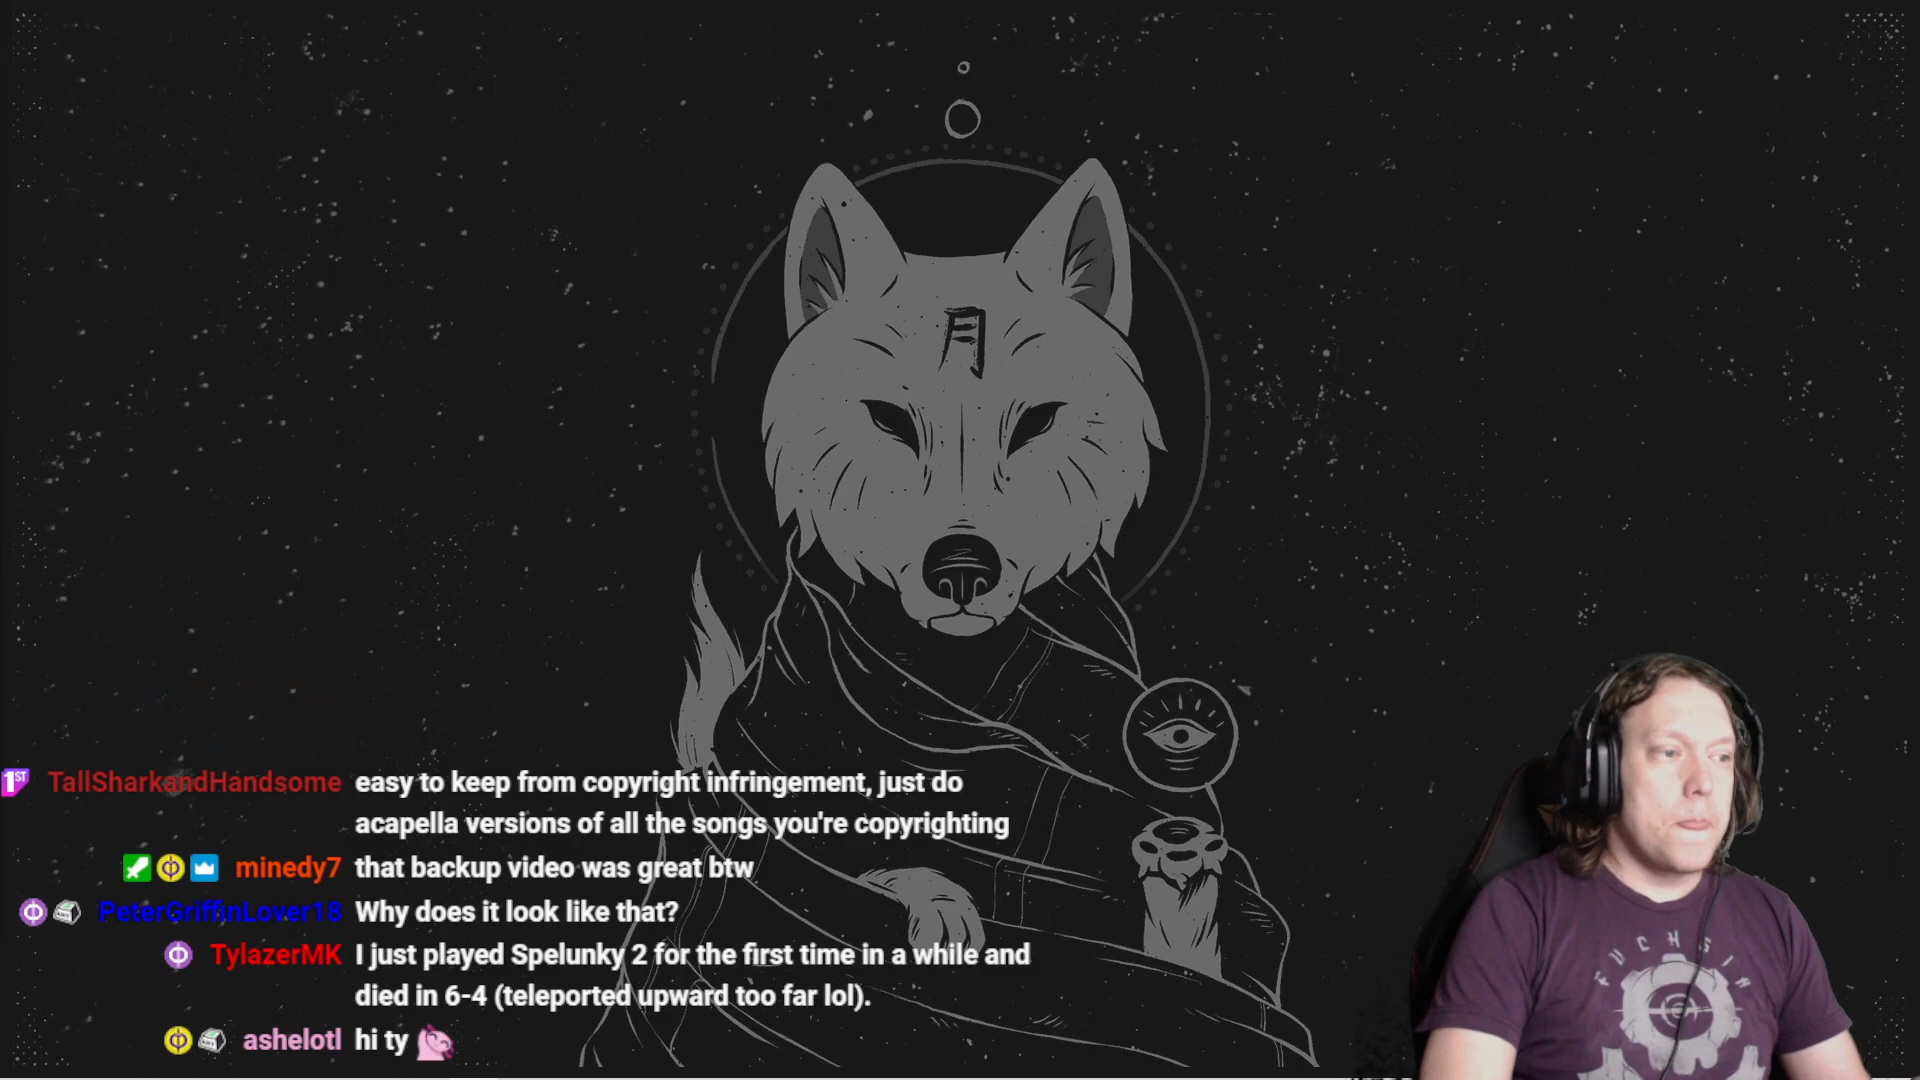 月
1ST TallSharkandHandsome easy to keep from copyright infringement, just do
acapella versions of all the songs you're copyrighting
minedy7 that backup video was great btw
PeterGriffinLover18 Why does it look like that?
TylazerMK I just played Spelunky 2 for the first time in a while and
died in 6-4 (teleported upward too far lol).
ashelotl hi ty
FUCHSIA